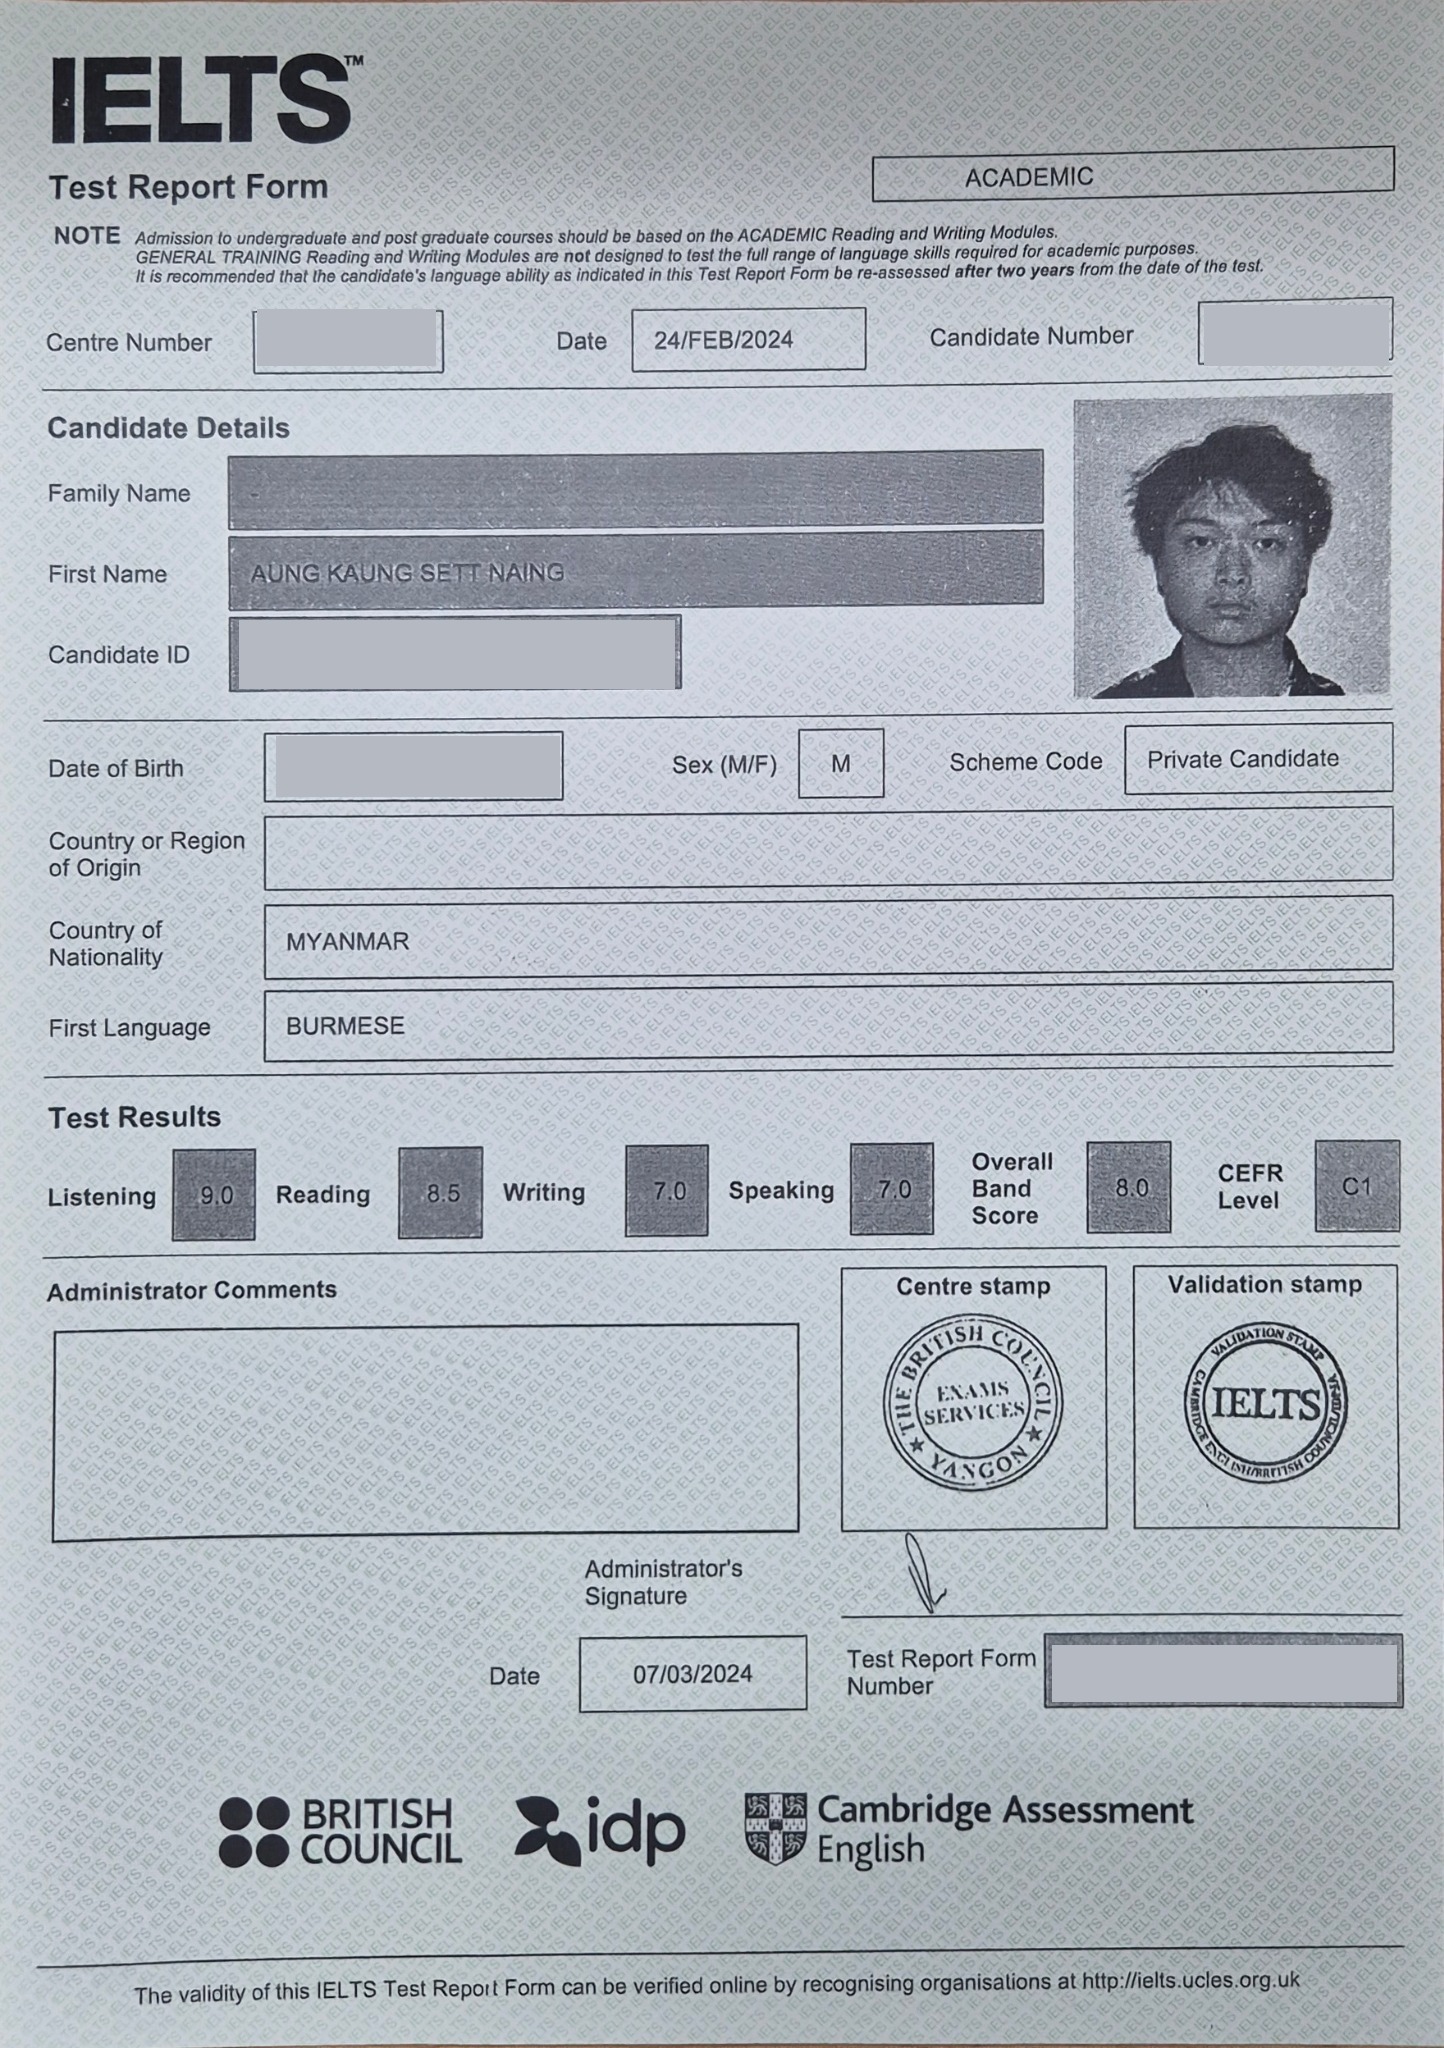 IELTS™
Test Report Form
ACADEMIC
NOTE Admission to undergraduate and post graduate courses should be based on the ACADEMIC Reading and Writing Modules.
GENERAL TRAINING Reading and Writing Modules are not designed to test the full range of language skills required for academic purposes.
It is recommended that the candidate's language ability as indicated in this Test Report Form be re-assessed after two years from the date of the test.
Centre Number Date 24/FEB/2024 Candidate Number
Candidate Details
Family Name
First Name AUNG KAUNG SETT NAING
Candidate ID
Date of Birth Sex (M/F) M Scheme Code Private Candidate
Country or Region
of Origin
Country of
Nationality
MYANMAR
First Language BURMESE
Test Results
Listening 9.0 Reading 8.5 Writing 7.0 Speaking 7.0
Overall
Band
Score
8.0
CEFR
Level
C1
Administrator Comments
Centre stamp
THE BRITISH COUNCIL
EXAMS
SERVICES
YANGON
Validation stamp
VALIDATION STAMP
IELTS
CAMBRIDGE ENGLISH/BRITISH COUNCIL/IDP:IA
Administrator's
Signature
Date 07/03/2024
Test Report Form
Number
BRITISH
COUNCIL
idp
Cambridge Assessment
English
The validity of this IELTS Test Report Form can be verified online by recognising organisations at http://ielts.ucles.org.uk